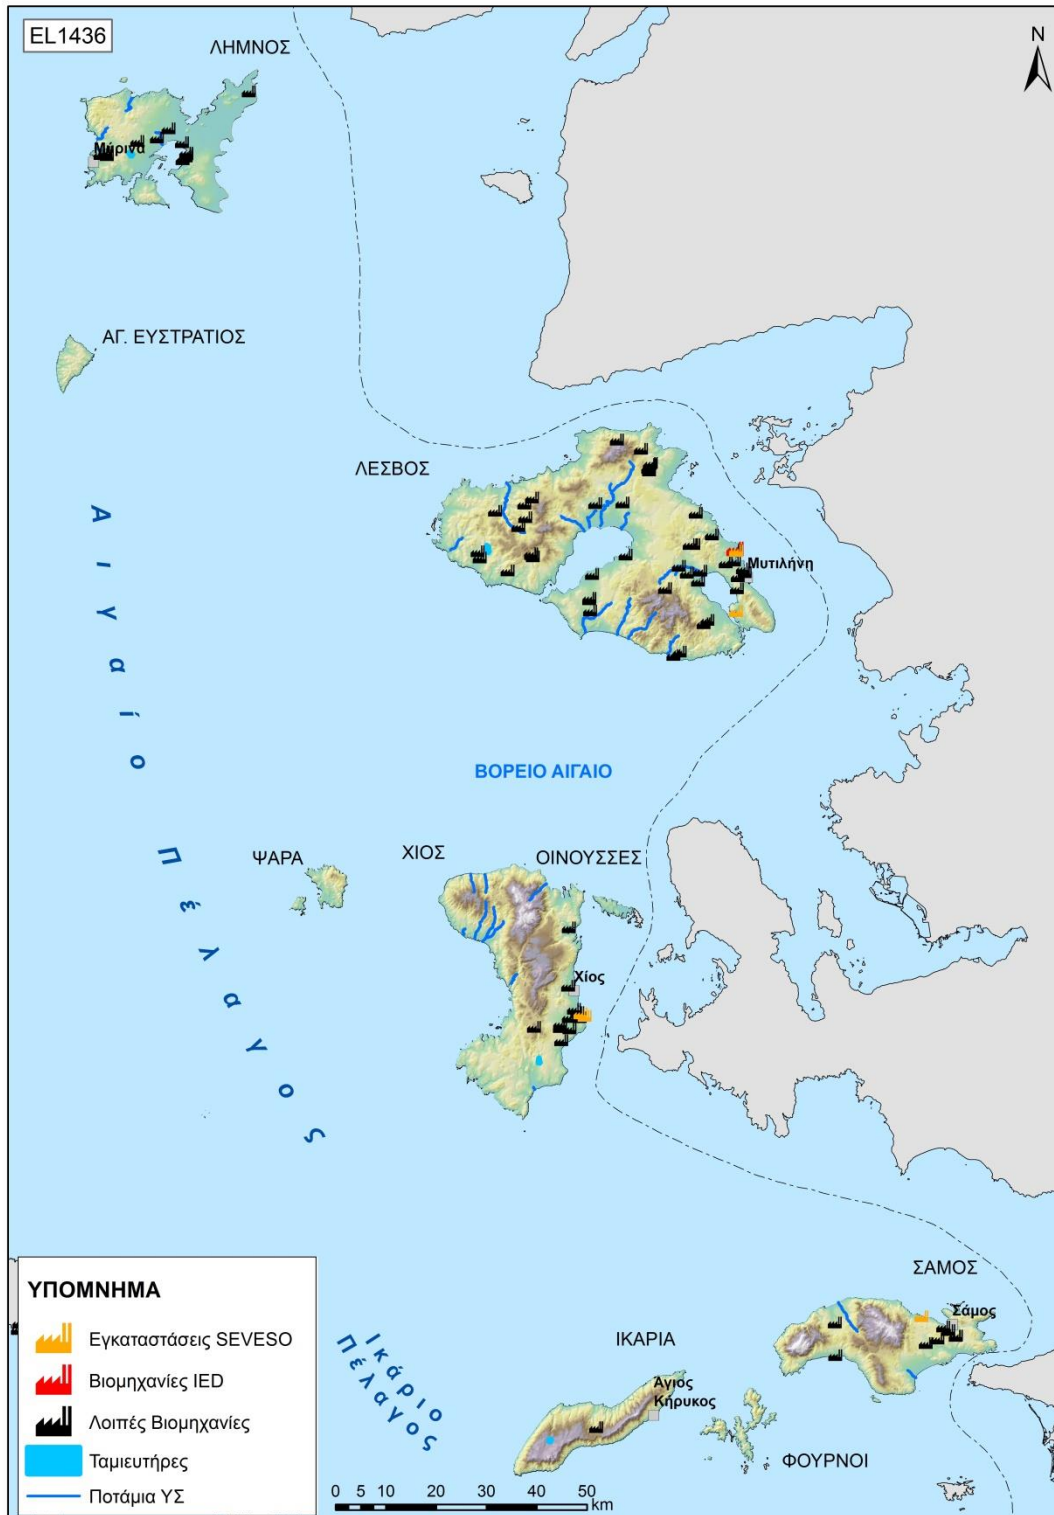 EL1436
N
ΛΗΜΝΟΣ
Μύρινα
ΑΓ. ΕΥΣΤΡΑΤΙΟΣ
ΛΕΣΒΟΣ
Μυτιλήνη
Αιγαίο Πέλαγος
ΒΟΡΕΙΟ ΑΙΓΑΙΟ
ΨΑΡΑ
ΧΙΟΣ
ΟΙΝΟΥΣΣΕΣ
Χίος
ΣΑΜΟΣ
Σάμος
ΙΚΑΡΙΑ
Άγιος
Κήρυκος
Ικάριο
Πέλαγος
ΦΟΥΡΝΟΙ
ΥΠΟΜΝΗΜΑ
Εγκαταστάσεις SEVESO
Βιομηχανίες IED
Λοιπές Βιομηχανίες
Ταμιευτήρες
Ποτάμια ΥΣ
0 5 10 20 30 40 50
km